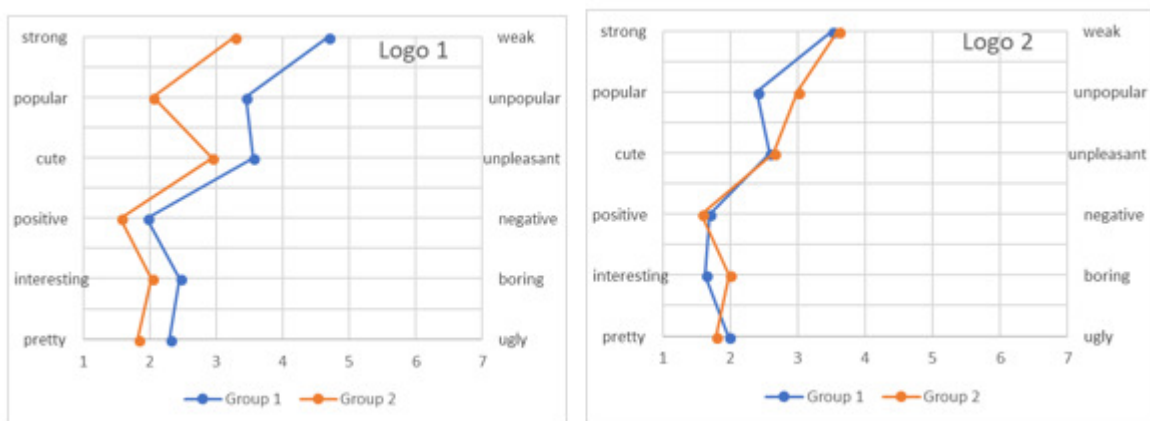 Logo 1
strong weak
popular unpopular
cute unpleasant
positive negative
interesting boring
pretty ugly
1 2 3 4 5 6 7
Group 1 Group 2
Logo 2
strong weak
popular unpopular
cute unpleasant
positive negative
interesting boring
pretty ugly
1 2 3 4 5 6 7
Group 1 Group 2